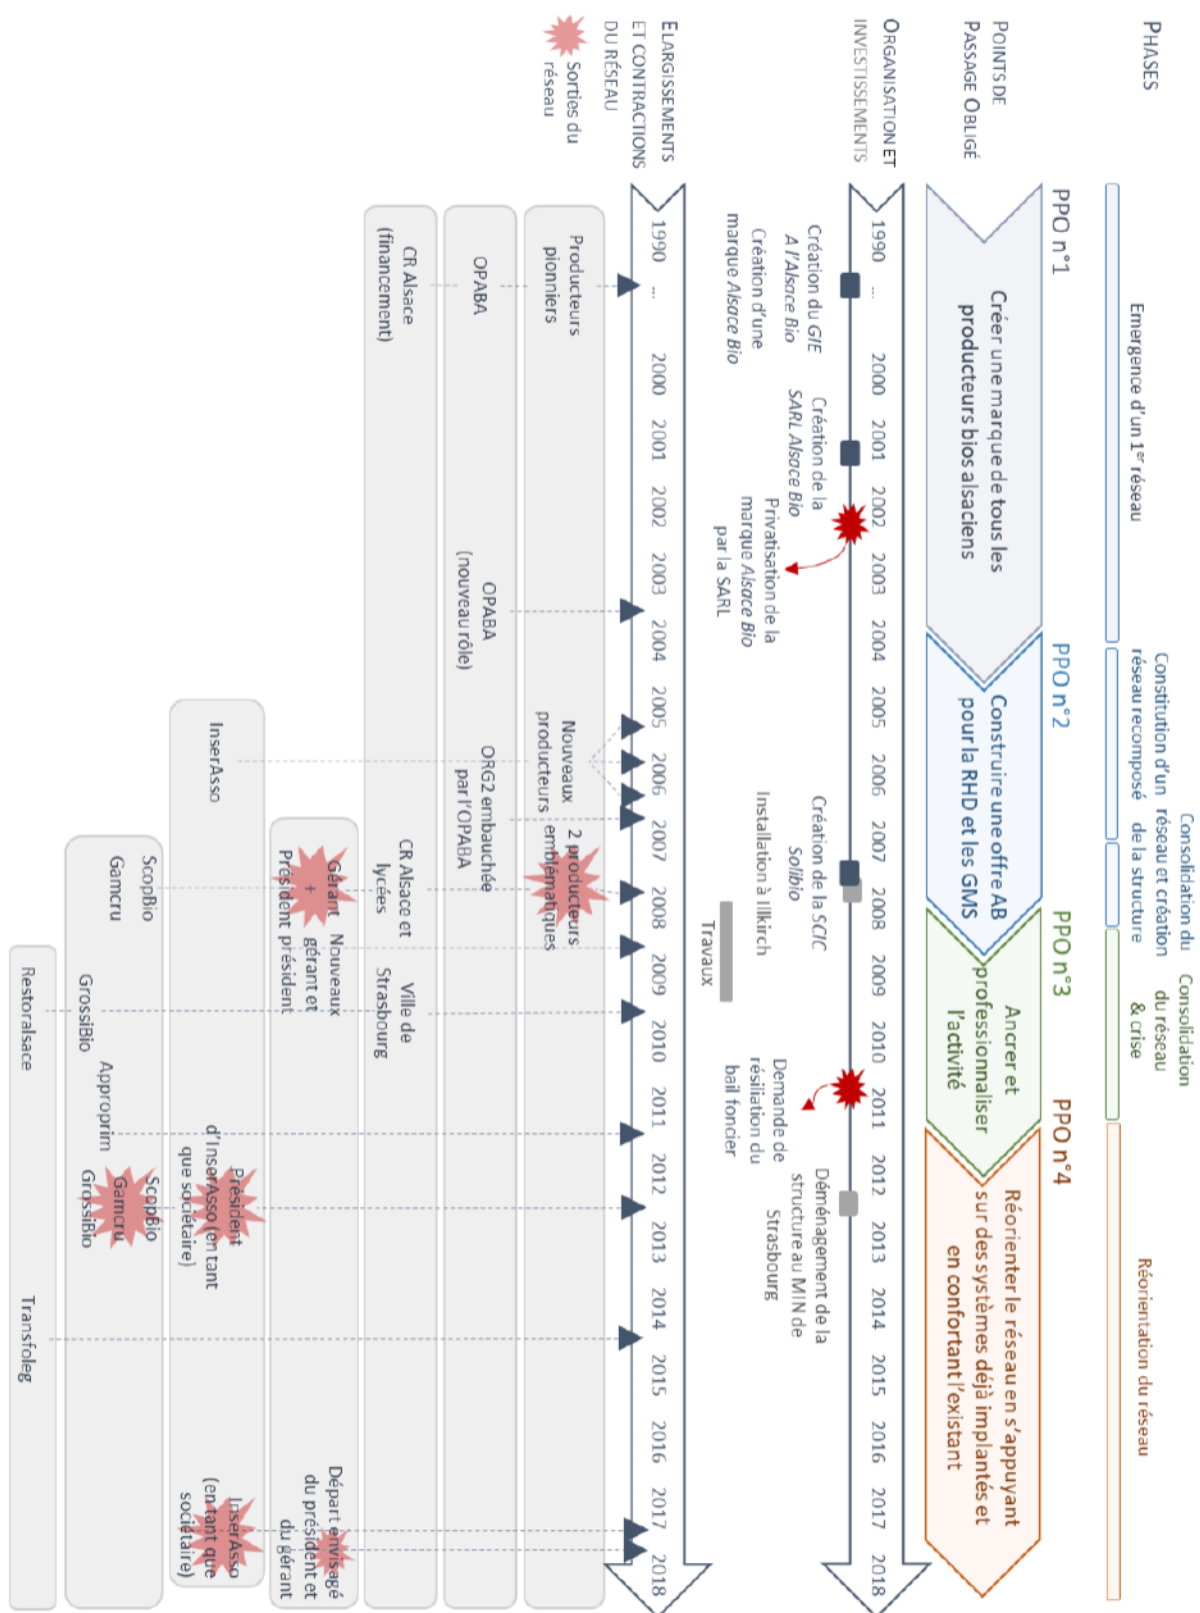 PHASES
Emergence d'un 1er réseau
Constitution d'un
réseau recomposé
Consolidation du
réseau et création
de la structure
Consolidation
du réseau
& crise
Réorientation du réseau
POINTS DE
PASSAGE OBLIGÉ
PPO n°1
Créer une marque de tous les
producteurs bios alsaciens
PPO n°2
Construire une offre AB
pour la RHD et les GMS
PPO n°3
Ancrer et
professionnaliser
l'activité
PPO n°4
Réorienter le réseau en s'appuyant
sur des systèmes déjà implantés et
en confortant l'existant
ORGANISATION ET
INVESTISSEMENTS
1990 ... 2000 2001 2002 2003 2004 2005 2006 2007 2008 2009 2010 2011 2012 2013 2014 2015 2016 2017 2018
Création du GIE
A l'Alsace Bio
Création d'une
marque Alsace Bio
Création de la
SARL Alsace Bio
Privatisation de la
marque Alsace Bio
par la SARL
Création de la SCIC
Solibio
Installation à Illkirch
Travaux
Demande de
résiliation du
bail foncier
Déménagement de la
structure au MIN de
Strasbourg
ELARGISSEMENTS
ET CONTRACTIONS
DU RÉSEAU
1990 ... 2000 2001 2002 2003 2004 2005 2006 2006 2007 2008 2009 2010 2011 2012 2013 2014 2015 2016 2017 2018
Sorties du
réseau
Producteurs
pionniers
Nouveaux
producteurs
2 producteurs
emblématiques
OPABA
OPABA
(nouveau rôle)
ORG2 embauchée
par l'OPABA
CR Alsace
(financement)
CR Alsace et
lycées
Ville de
Strasbourg
Gérant
+
Président
Nouveaux
gérant et
président
Départ envisagé
du président et
du gérant
InserAsso
Président
d'InserAsso (en tant
que sociétaire)
InserAsso
(en tant que
sociétaire)
ScopBio
Gamcru
GrossiBio
Approprim
ScopBio
Gamcru
GrossiBio
Restoralsace
Transfoleg